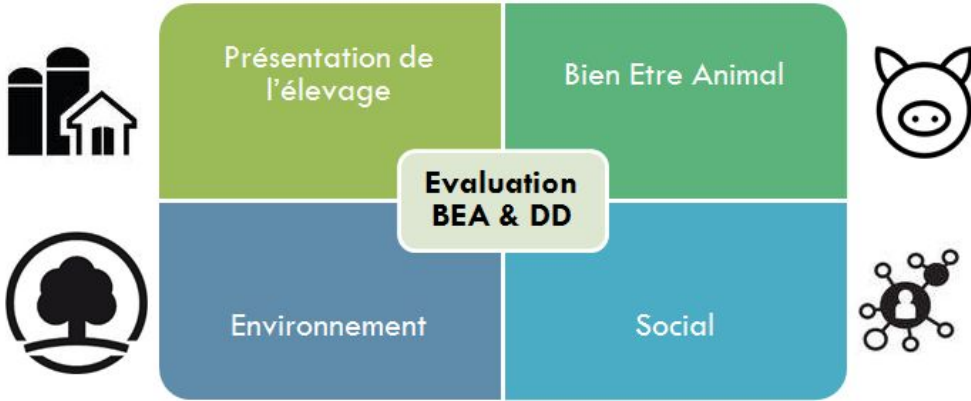 Présentation de
l'élevage
Bien Etre Animal
Evaluation
BEA & DD
Environnement
Social